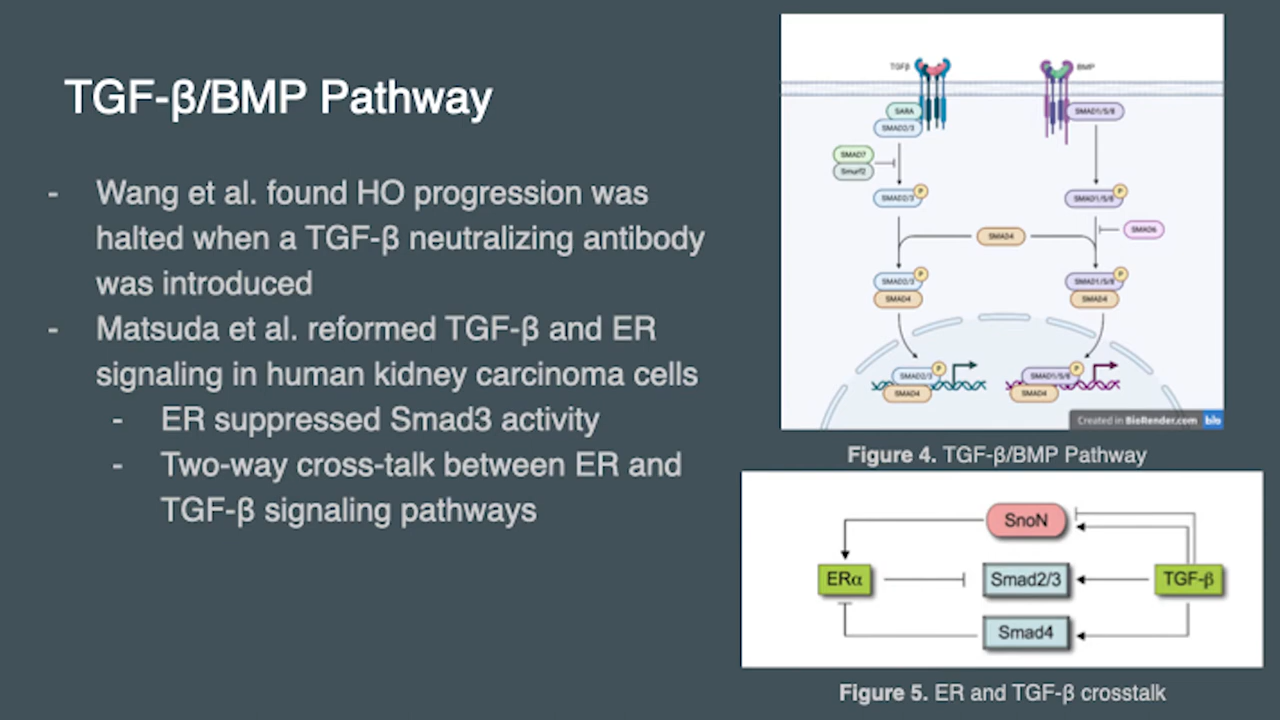 TGF-β/BMP Pathway
- Wang et al. found HO progression was
halted when a TGF-β neutralizing antibody
was introduced
- Matsuda et al. reformed TGF-β and ER
signaling in human kidney carcinoma cells
- ER suppressed Smad3 activity
- Two-way cross-talk between ER and
TGF-β signaling pathways
TGFβ
BMP
SARA
SMAD2/3
SMAD1/5/8
SMAD7
Smurf2
P
SMAD2/3
P
SMAD1/5/8
SMAD4
SMAD6
P
SMAD2/3
SMAD4
P
SMAD1/5/8
SMAD4
P
SMAD2/3
SMAD4
P
SMAD1/5/8
SMAD4
Created in BioRender.com bio
Figure 4. TGF-β/BMP Pathway
SnoN
ERα
Smad2/3
TGF-β
Smad4
Figure 5. ER and TGF-β crosstalk